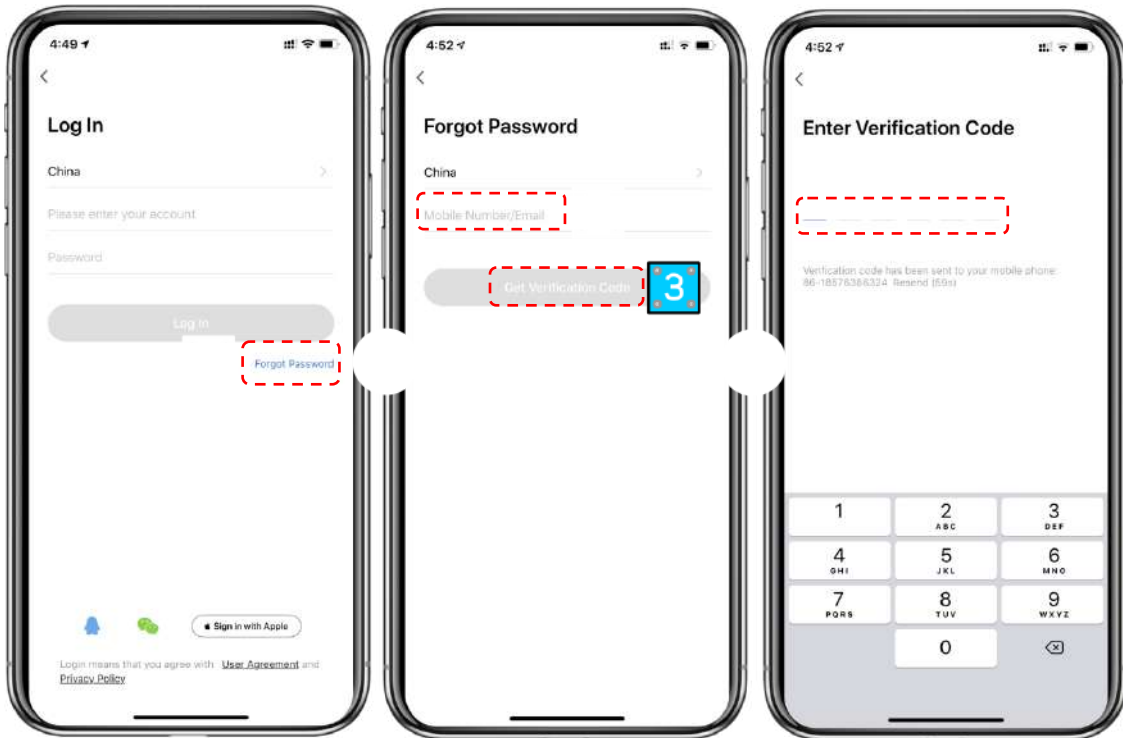 4:49
Log In
China
Please enter your account
Password
Log In
Forgot Password
Sign in with Apple
Login means that you agree with User Agreement and
Privacy Policy
4:52
Forgot Password
China
Mobile Number/Email
Get Verification Code
3
4:52
Enter Verification Code
Verification code has been sent to your mobile phone:
86-18576386324 Resend (59s)
1
2
ABC
3
DEF
4
GHI
5
JKL
6
MNO
7
PQRS
8
TUV
9
WXYZ
0